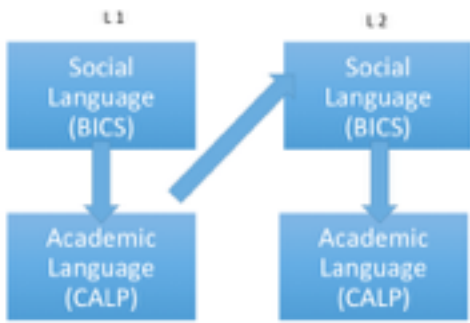 L 1
L 2
Social
Language
(BICS)
Social
Language
(BICS)
Academic
Language
(CALP)
Academic
Language
(CALP)